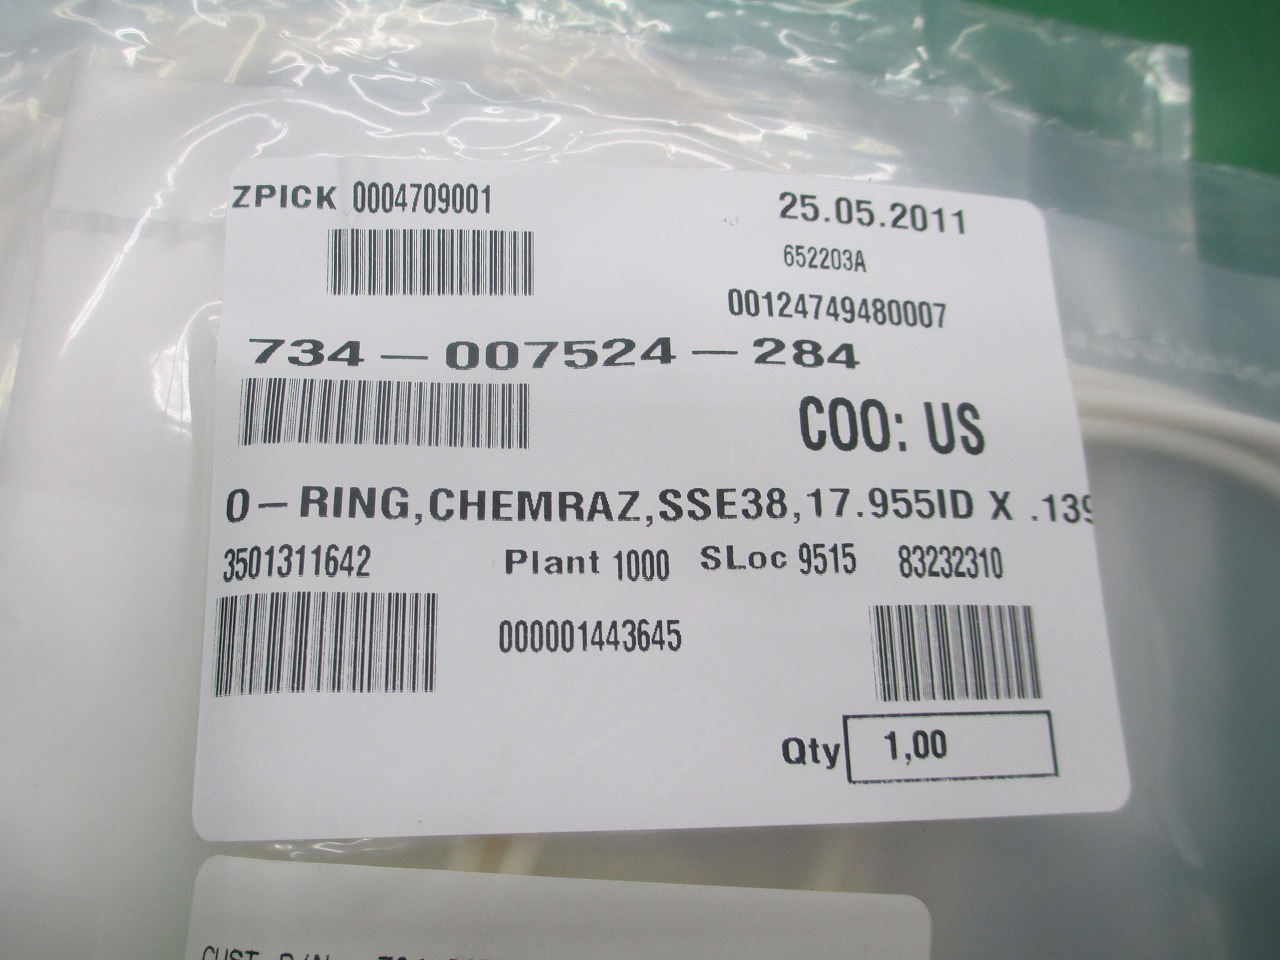 ZPICK 0004709001
25.05.2011
652203A
00124749480007
734-007524-284
COO: US
O-RING,CHEMRAZ,SSE38,17.955ID X .139
3501311642 Plant 1000 SLoc 9515 83232310
000001443645
Qty 1,00